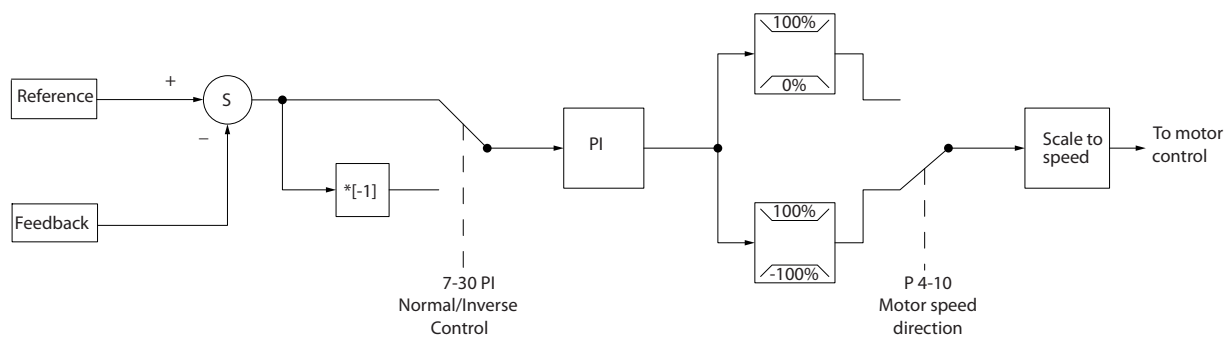 Reference
+
S
–
Feedback
*[-1]
7-30 PI
Normal/Inverse
Control
PI
100%
0%
100%
-100%
P 4-10
Motor speed
direction
Scale to
speed
To motor
control